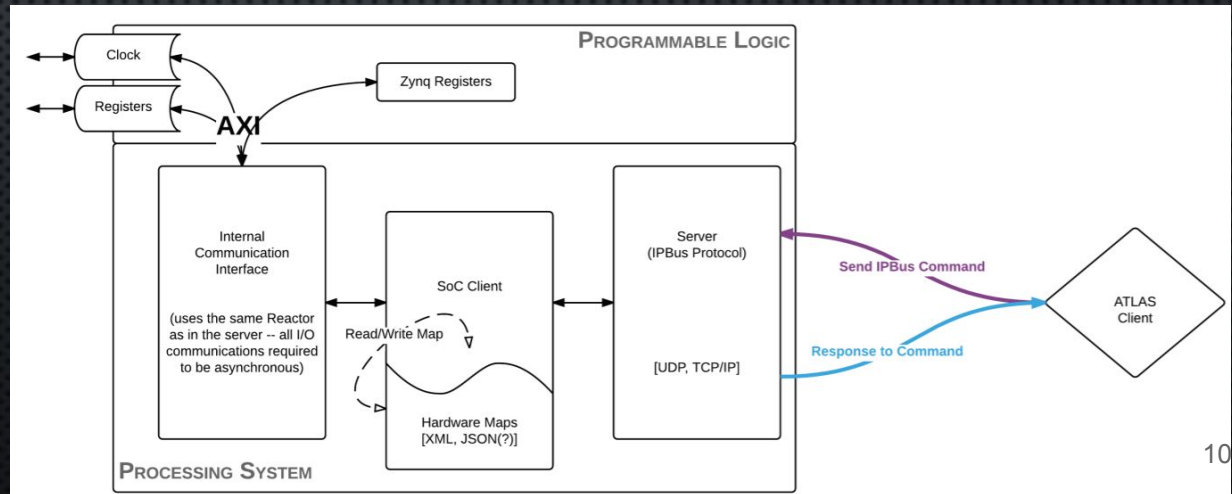 PROGRAMMABLE LOGIC
Clock
Zynq Registers
Registers
AXI
Internal
Communication
Interface
(uses the same Reactor
as in the server -- all I/O
communications required
to be asynchronous)
SoC Client
Read/Write Map
Hardware Maps
[XML, JSON(?)]
Server
(IPBus Protocol)
[UDP, TCP/IP]
Send IPBus Command
Response to Command
ATLAS
Client
PROCESSING SYSTEM
10